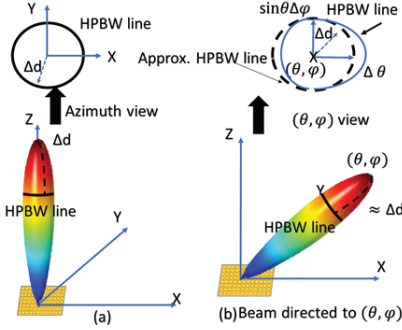 Y
HPBW line
X
Δd
Azimuth view
Z
Δd
HPBW line
Y
X
(a)
sinθΔφ
HPBW line
Δd
Approx. HPBW line
X
(θ,φ)
Δ θ
(θ,φ) view
Z
(θ,φ)
Y
HPBW line
≈ Δd
X
(b)Beam directed to (θ,φ)